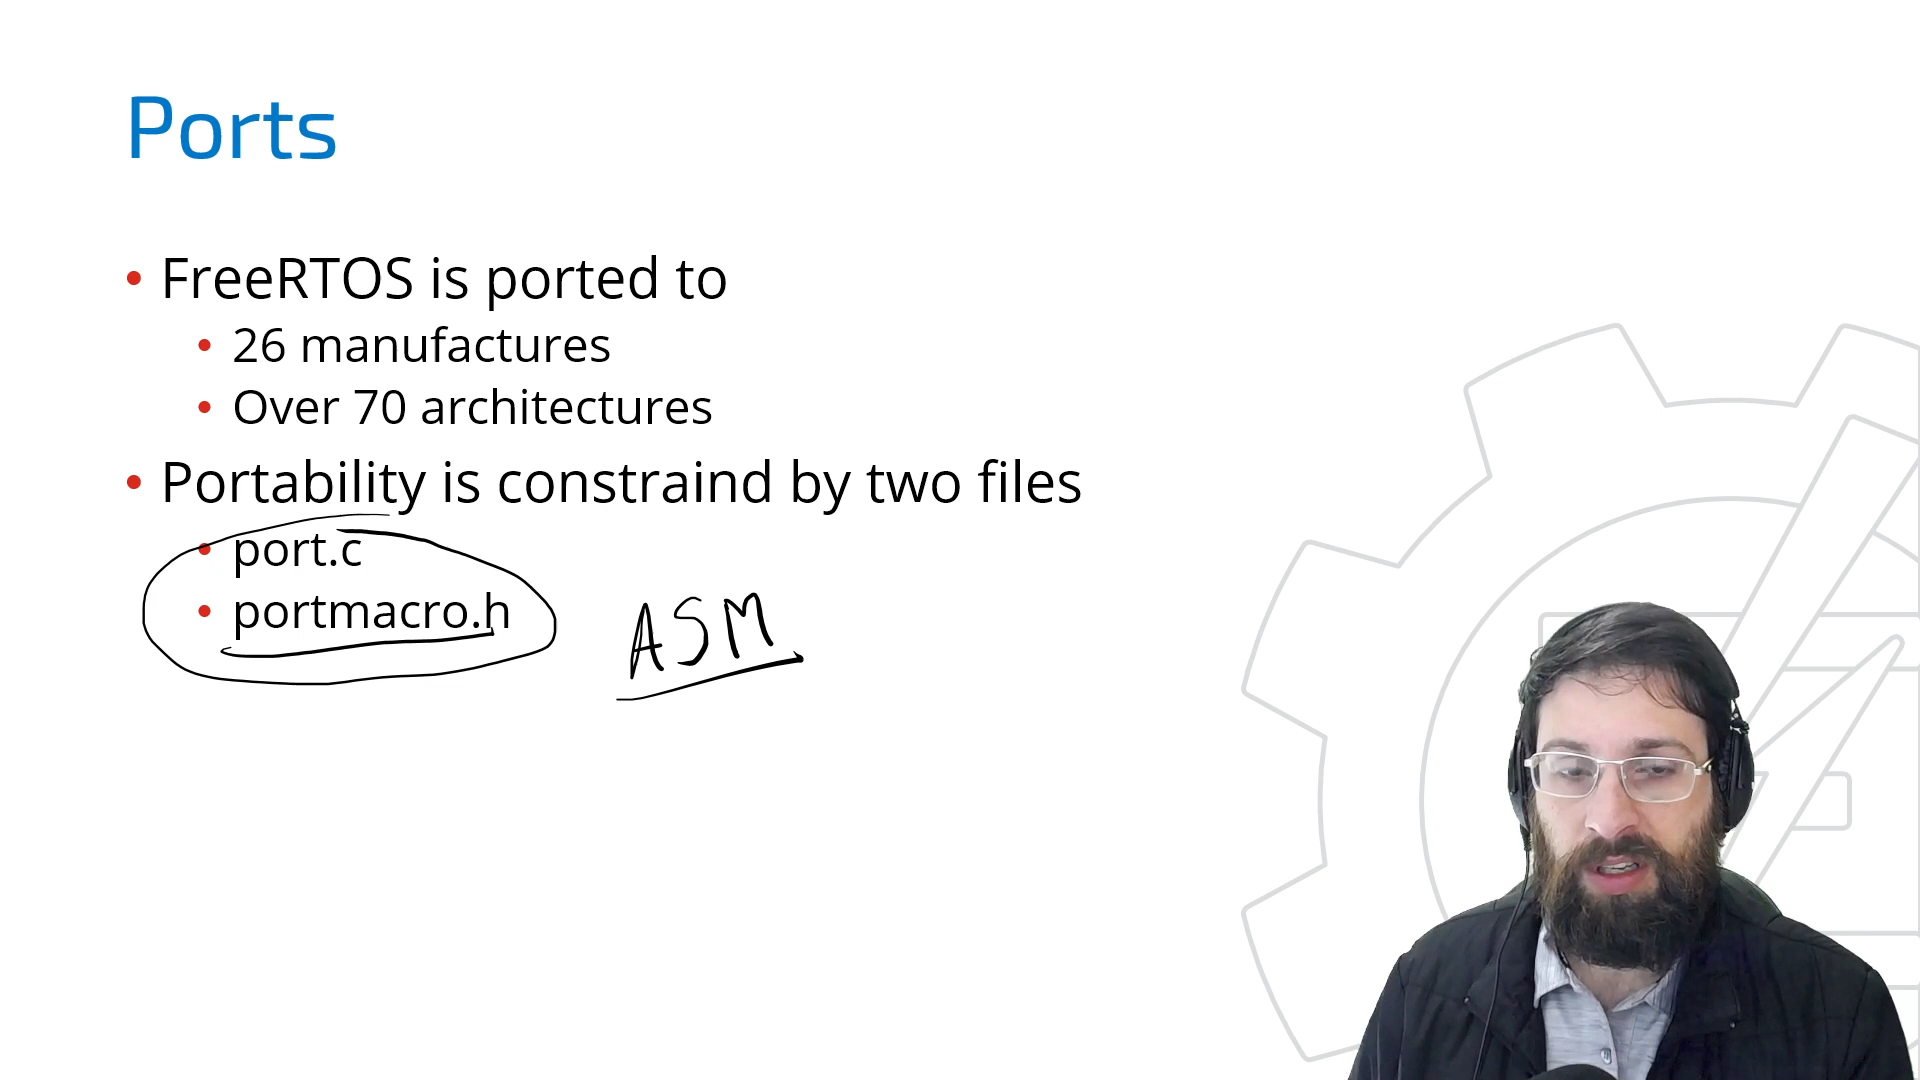 Ports
• FreeRTOS is ported to
• 26 manufactures
• Over 70 architectures
• Portability is constraind by two files
• port.c
• portmacro.h
ASM